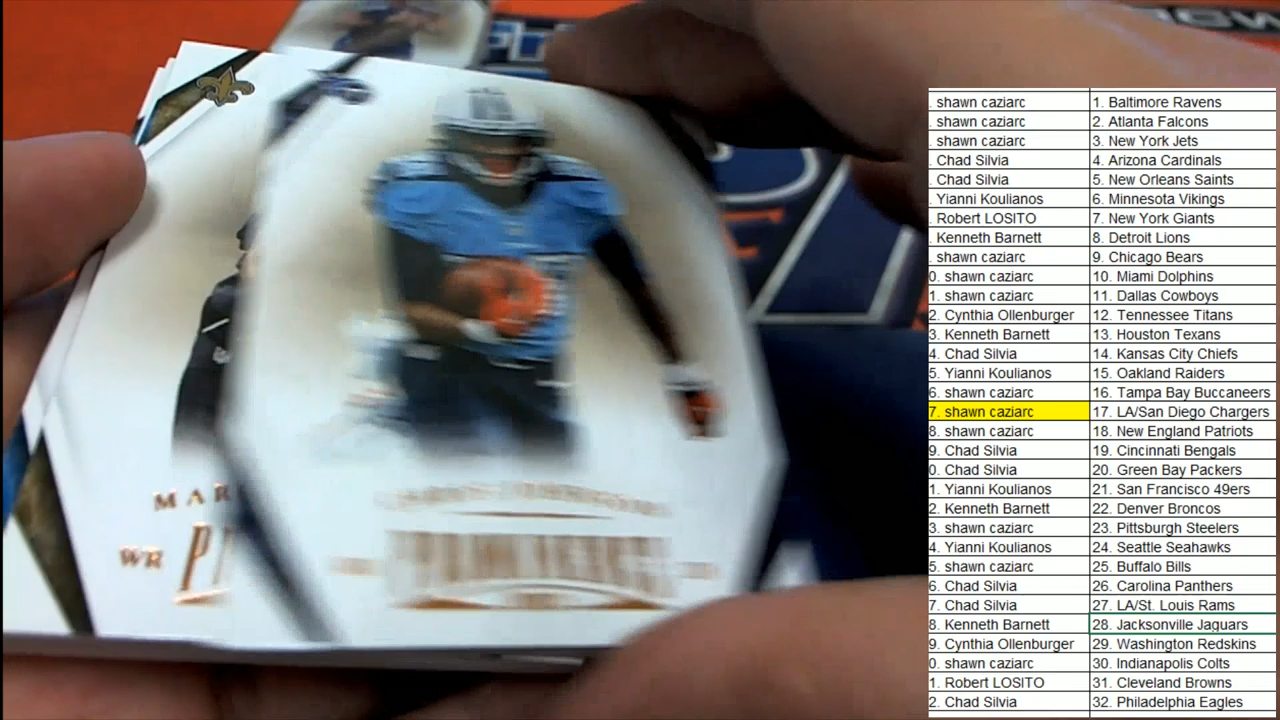 MAR
WR P
. shawn caziarc 1. Baltimore Ravens
. shawn caziarc 2. Atlanta Falcons
. shawn caziarc 3. New York Jets
. Chad Silvia 4. Arizona Cardinals
. Chad Silvia 5. New Orleans Saints
. Yianni Koulianos 6. Minnesota Vikings
. Robert LOSITO 7. New York Giants
. Kenneth Barnett 8. Detroit Lions
. shawn caziarc 9. Chicago Bears
0. shawn caziarc 10. Miami Dolphins
1. shawn caziarc 11. Dallas Cowboys
2. Cynthia Ollenburger 12. Tennessee Titans
3. Kenneth Barnett 13. Houston Texans
4. Chad Silvia 14. Kansas City Chiefs
5. Yianni Koulianos 15. Oakland Raiders
6. shawn caziarc 16. Tampa Bay Buccaneers
7. shawn caziarc 17. LA/San Diego Chargers
8. shawn caziarc 18. New England Patriots
9. Chad Silvia 19. Cincinnati Bengals
0. Chad Silvia 20. Green Bay Packers
1. Yianni Koulianos 21. San Francisco 49ers
2. Kenneth Barnett 22. Denver Broncos
3. shawn caziarc 23. Pittsburgh Steelers
4. Yianni Koulianos 24. Seattle Seahawks
5. shawn caziarc 25. Buffalo Bills
6. Chad Silvia 26. Carolina Panthers
7. Chad Silvia 27. LA/St. Louis Rams
8. Kenneth Barnett 28. Jacksonville Jaguars
9. Cynthia Ollenburger 29. Washington Redskins
0. shawn caziarc 30. Indianapolis Colts
1. Robert LOSITO 31. Cleveland Browns
2. Chad Silvia 32. Philadelphia Eagles